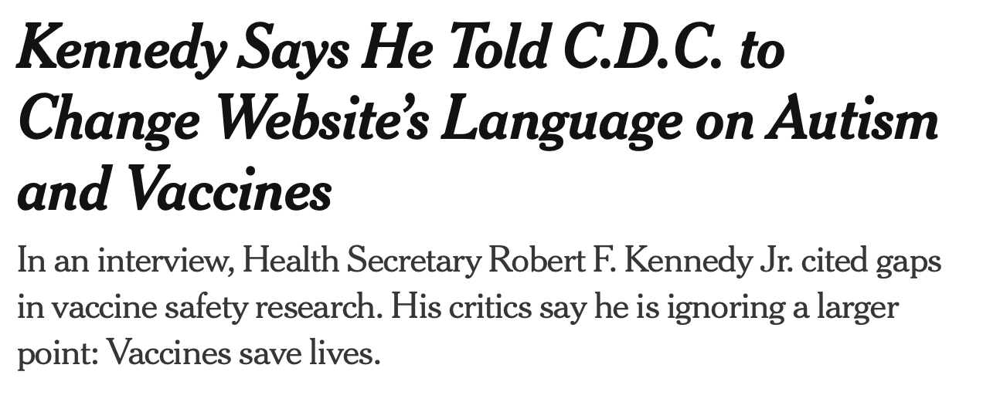 Kennedy Says He Told C.D.C. to
Change Website’s Language on Autism
and Vaccines
In an interview, Health Secretary Robert F. Kennedy Jr. cited gaps
in vaccine safety research. His critics say he is ignoring a larger
point: Vaccines save lives.